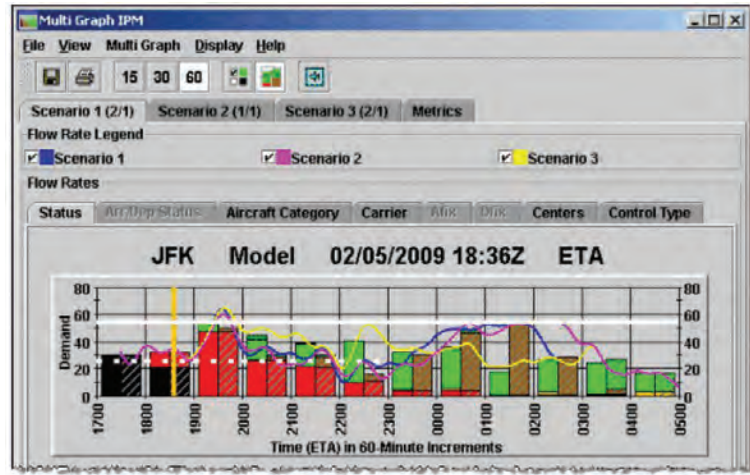 Multi Graph IPM
File View Multi Graph Display Help
15 30 60
Scenario 1 (2/1) Scenario 2 (1/1) Scenario 3 (2/1) Metrics
Flow Rate Legend
Scenario 1 Scenario 2 Scenario 3
Flow Rates
Status Arr/Dep Status Aircraft Category Carrier Afix Dfix Centers Control Type
JFK Model 02/05/2009 18:36Z ETA
80 80
60 60
40 40
20 20
0 0
Demand
1700 1800 1900 2000 2100 2200 2300 0000 0100 0200 0300 0400 0500
Time (ETA) in 60-Minute Increments